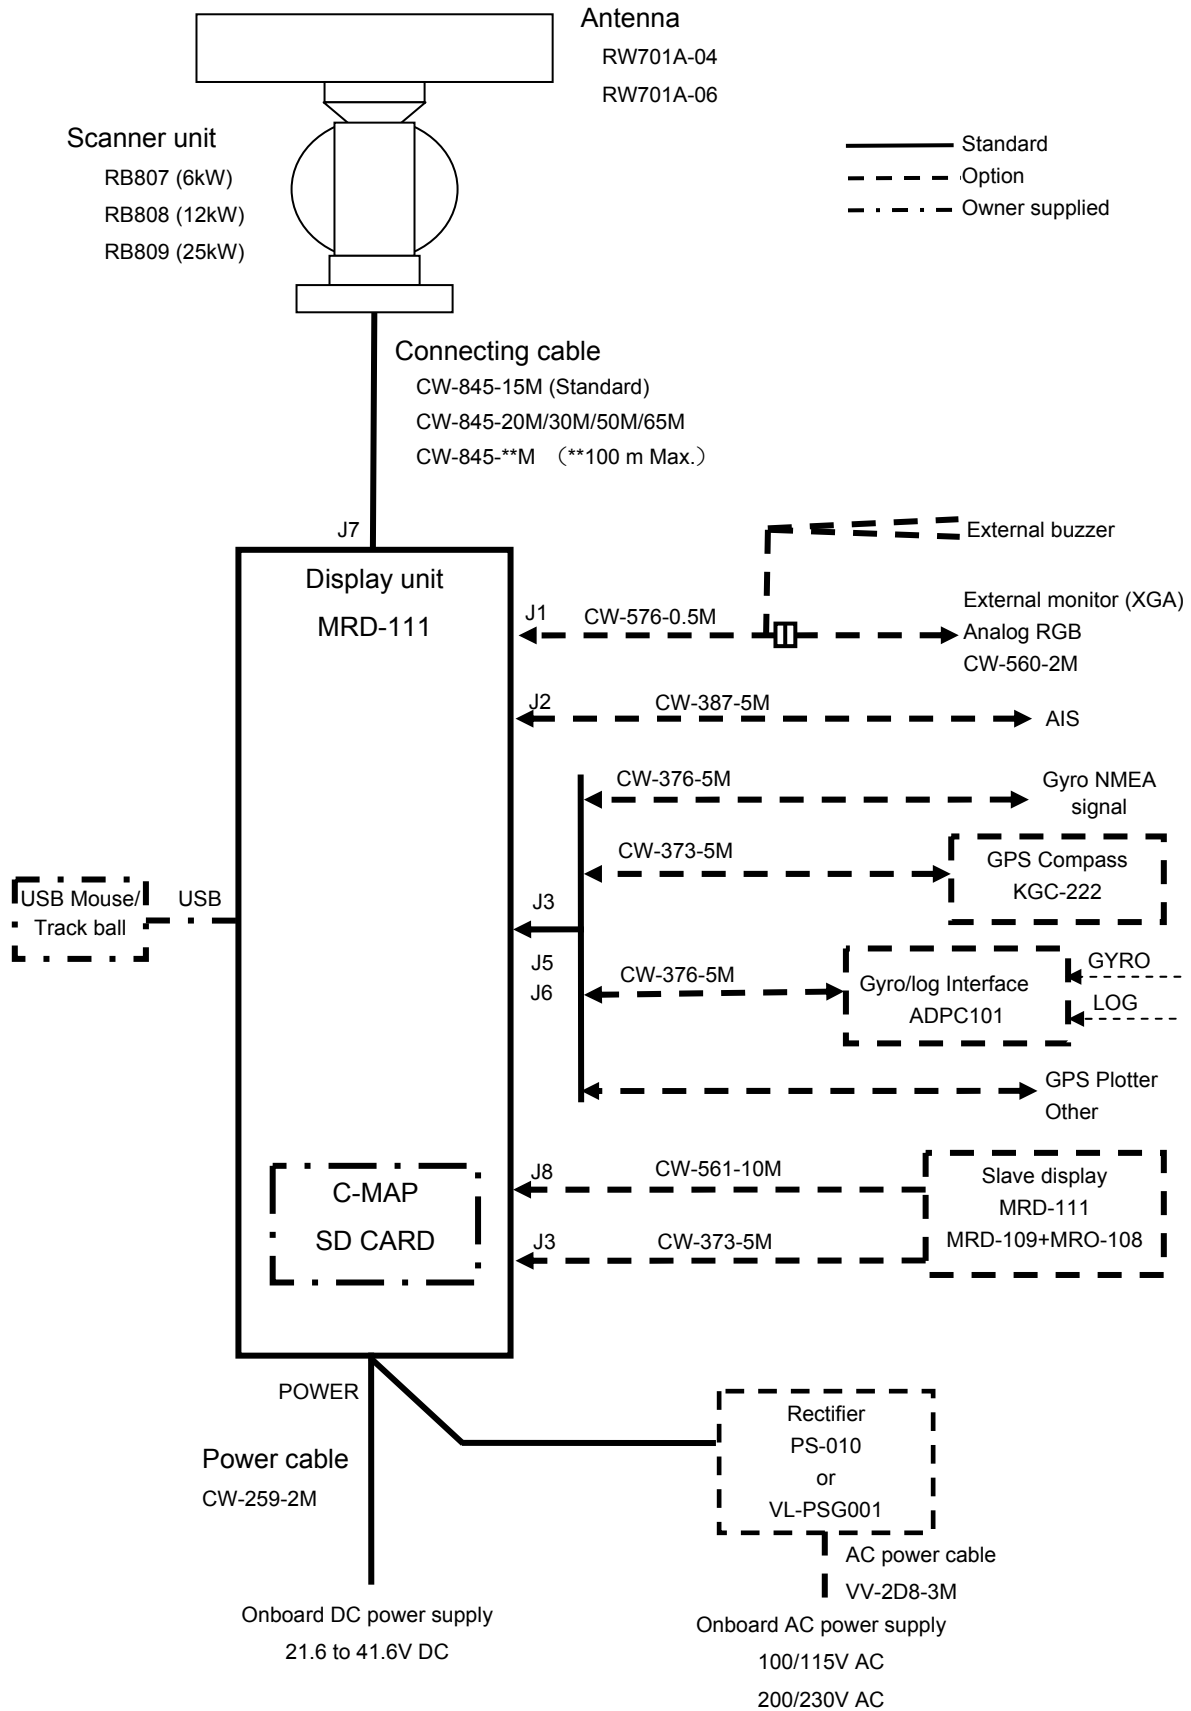 Antenna
RW701A-04
RW701A-06
Scanner unit
RB807 (6kW)
RB808 (12kW)
RB809 (25kW)
Standard
Option
Owner supplied
Connecting cable
CW-845-15M (Standard)
CW-845-20M/30M/50M/65M
CW-845-**M （**100 m Max.）
J7
Display unit
MRD-111
External buzzer
J1
CW-576-0.5M
External monitor (XGA)
Analog RGB
CW-560-2M
J2
CW-387-5M
AIS
CW-376-5M
Gyro NMEA
signal
CW-373-5M
GPS Compass
KGC-222
USB Mouse/
Track ball
USB
J3
J5
J6
CW-376-5M
Gyro/log Interface
ADPC101
GYRO
LOG
GPS Plotter
Other
C-MAP
SD CARD
J8
CW-561-10M
J3
CW-373-5M
Slave display
MRD-111
MRD-109+MRO-108
POWER
Power cable
CW-259-2M
Rectifier
PS-010
or
VL-PSG001
AC power cable
VV-2D8-3M
Onboard DC power supply
21.6 to 41.6V DC
Onboard AC power supply
100/115V AC
200/230V AC